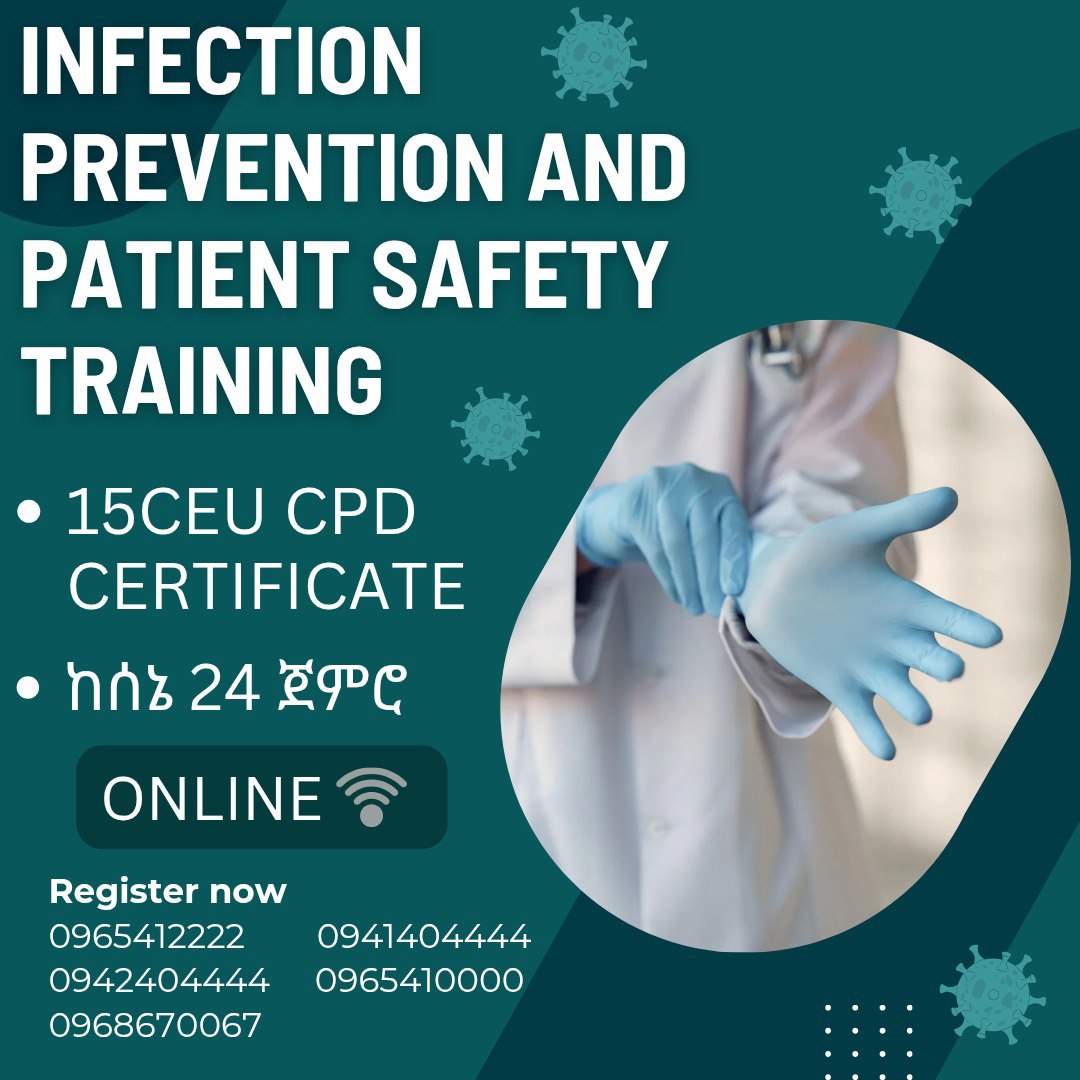 INFECTION
PREVENTION AND
PATIENT SAFETY
TRAINING
• 15CEU CPD
CERTIFICATE
• ከሰኔ 24 ጀምሮ
ONLINE
Register now
0965412222 0941404444
0942404444 0965410000
0968670067